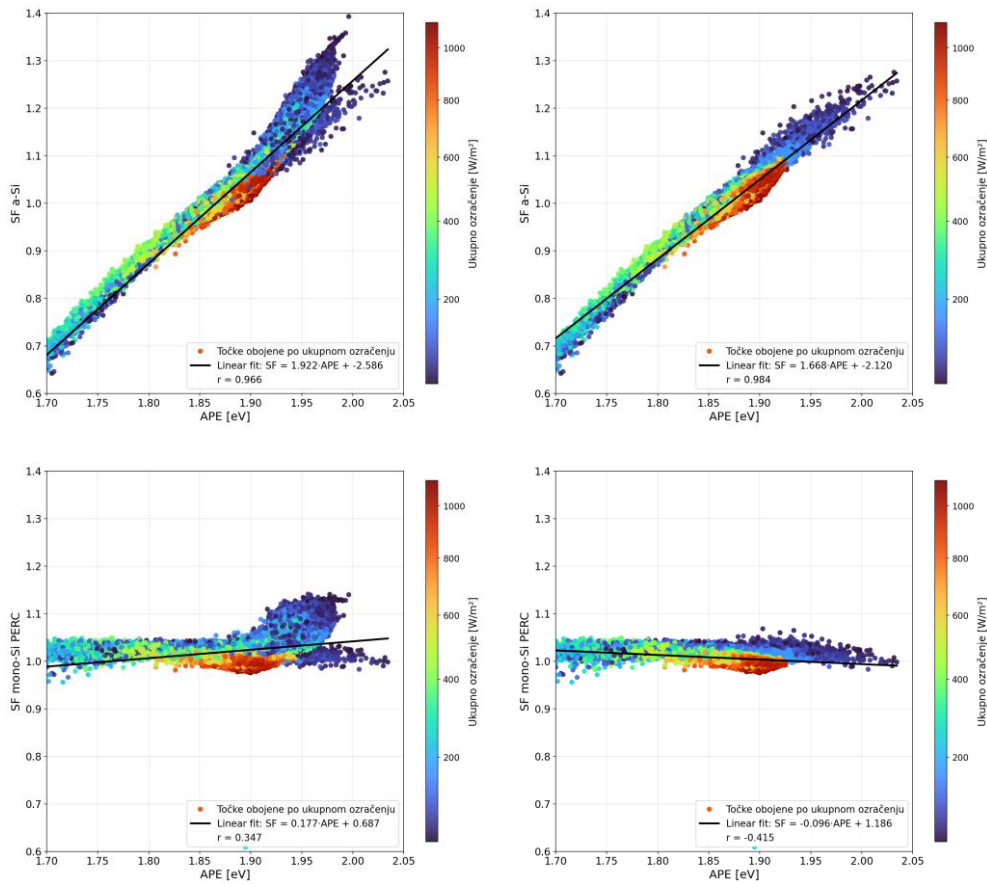 1.4
1.3
1.2
1.1
1.0
0.9
0.8
0.7
0.6
SF a-Si
1.70 1.75 1.80 1.85 1.90 1.95 2.00 2.05
APE [eV]
Točke obojene po ukupnom ozračenju
Linear fit: SF = 1.922·APE + -2.586
r = 0.966
1000
800
600
400
200
Ukupno ozračenje [W/m²]
1.4
1.3
1.2
1.1
1.0
0.9
0.8
0.7
0.6
SF a-Si
1.70 1.75 1.80 1.85 1.90 1.95 2.00 2.05
APE [eV]
Točke obojene po ukupnom ozračenju
Linear fit: SF = 1.668·APE + -2.120
r = 0.984
1000
800
600
400
200
Ukupno ozračenje [W/m²]
1.4
1.3
1.2
1.1
1.0
0.9
0.8
0.7
0.6
SF mono-Si PERC
1.70 1.75 1.80 1.85 1.90 1.95 2.00 2.05
APE [eV]
Točke obojene po ukupnom ozračenju
Linear fit: SF = 0.177·APE + 0.687
r = 0.347
1000
800
600
400
200
Ukupno ozračenje [W/m²]
1.4
1.3
1.2
1.1
1.0
0.9
0.8
0.7
0.6
SF mono-Si PERC
1.70 1.75 1.80 1.85 1.90 1.95 2.00 2.05
APE [eV]
Točke obojene po ukupnom ozračenju
Linear fit: SF = -0.096·APE + 1.186
r = -0.415
1000
800
600
400
200
Ukupno ozračenje [W/m²]